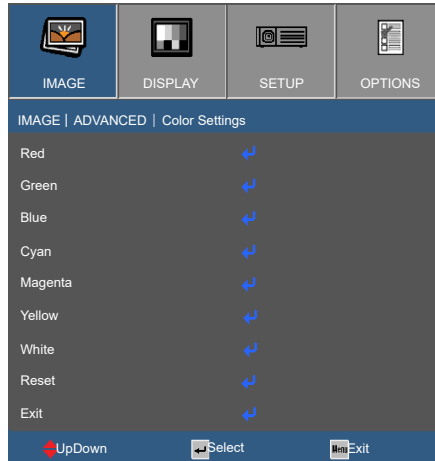 IMAGE DISPLAY SETUP OPTIONS
IMAGE | ADVANCED | Color Settings
Red
Green
Blue
Cyan
Magenta
Yellow
White
Reset
Exit
UpDown Select Menu Exit